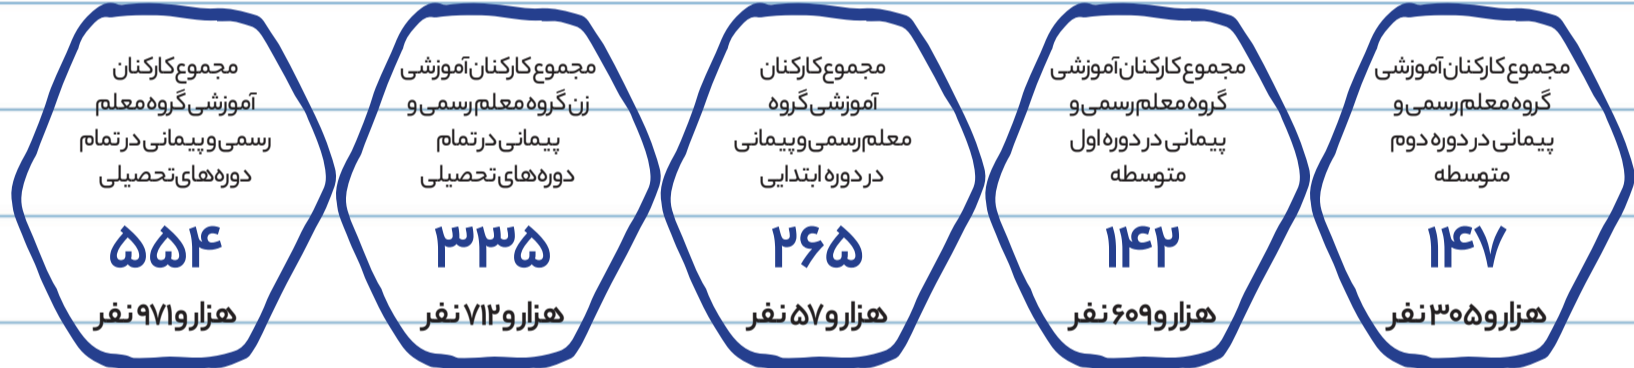 مجموع کارکنان آموزشی
گروه معلم رسمی و
پیمانی در دوره دوم
متوسطه
۱۴۷
هزار و ۳۰۵ نفر
مجموع کارکنان آموزشی
گروه معلم رسمی و
پیمانی در دوره اول
متوسطه
۱۴۲
هزار و ۶۰۹ نفر
مجموع کارکنان
آموزشی گروه
معلم رسمی و پیمانی
در دوره ابتدایی
۲۶۵
هزار و ۵۷ نفر
مجموع کارکنان آموزشی
زن گروه معلم رسمی و
پیمانی در تمام
دوره‌های تحصیلی
۳۳۵
هزار و ۷۱۲ نفر
مجموع کارکنان
آموزشی گروه معلم
رسمی و پیمانی در تمام
دوره‌های تحصیلی
۵۵۴
هزار و ۹۷۱ نفر